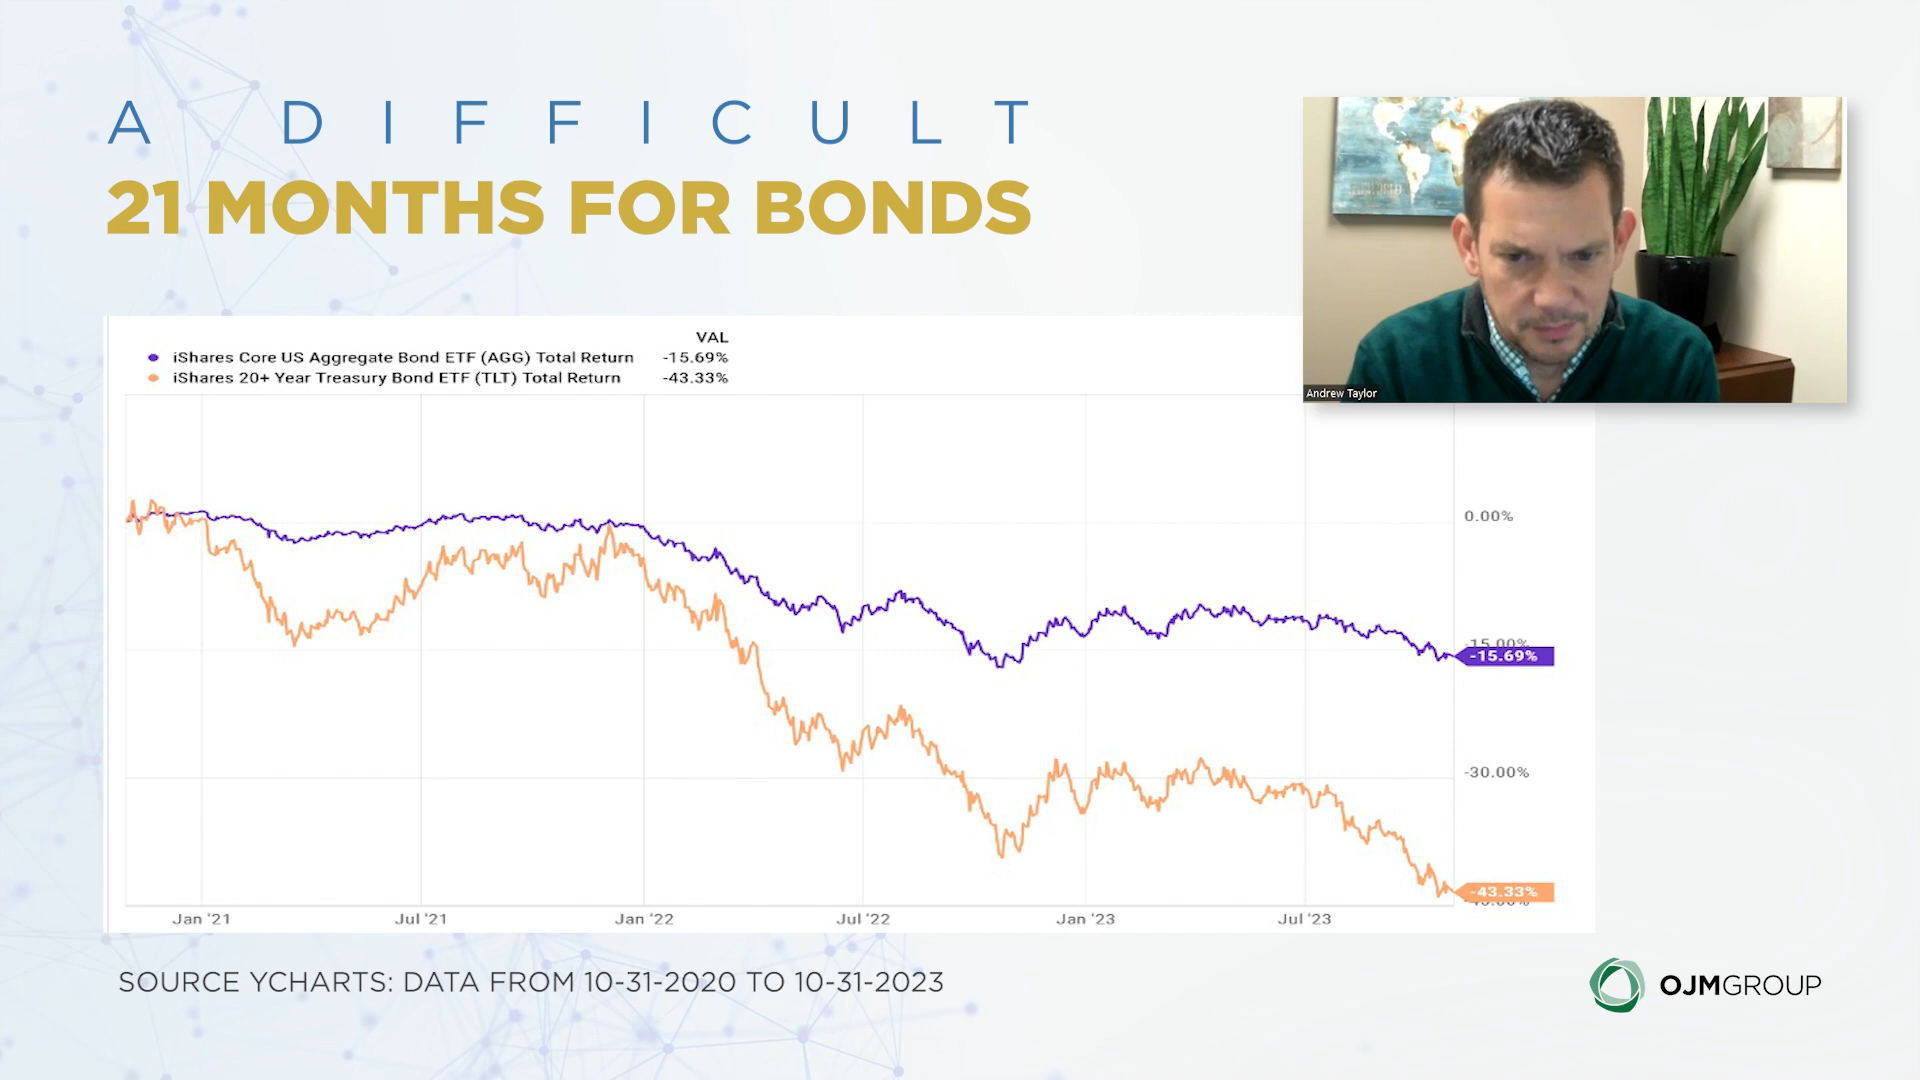 A DIFFICULT
21 MONTHS FOR BONDS
VAL
iShares Core US Aggregate Bond ETF (AGG) Total Return -15.69%
iShares 20+ Year Treasury Bond ETF (TLT) Total Return -43.33%
Andrew Taylor
0.00%
-15.00%
-15.69%
-30.00%
-43.33%
Jan '21 Jul '21 Jan '22 Jul '22 Jan '23 Jul '23
SOURCE YCHARTS: DATA FROM 10-31-2020 TO 10-31-2023
OJMGROUP